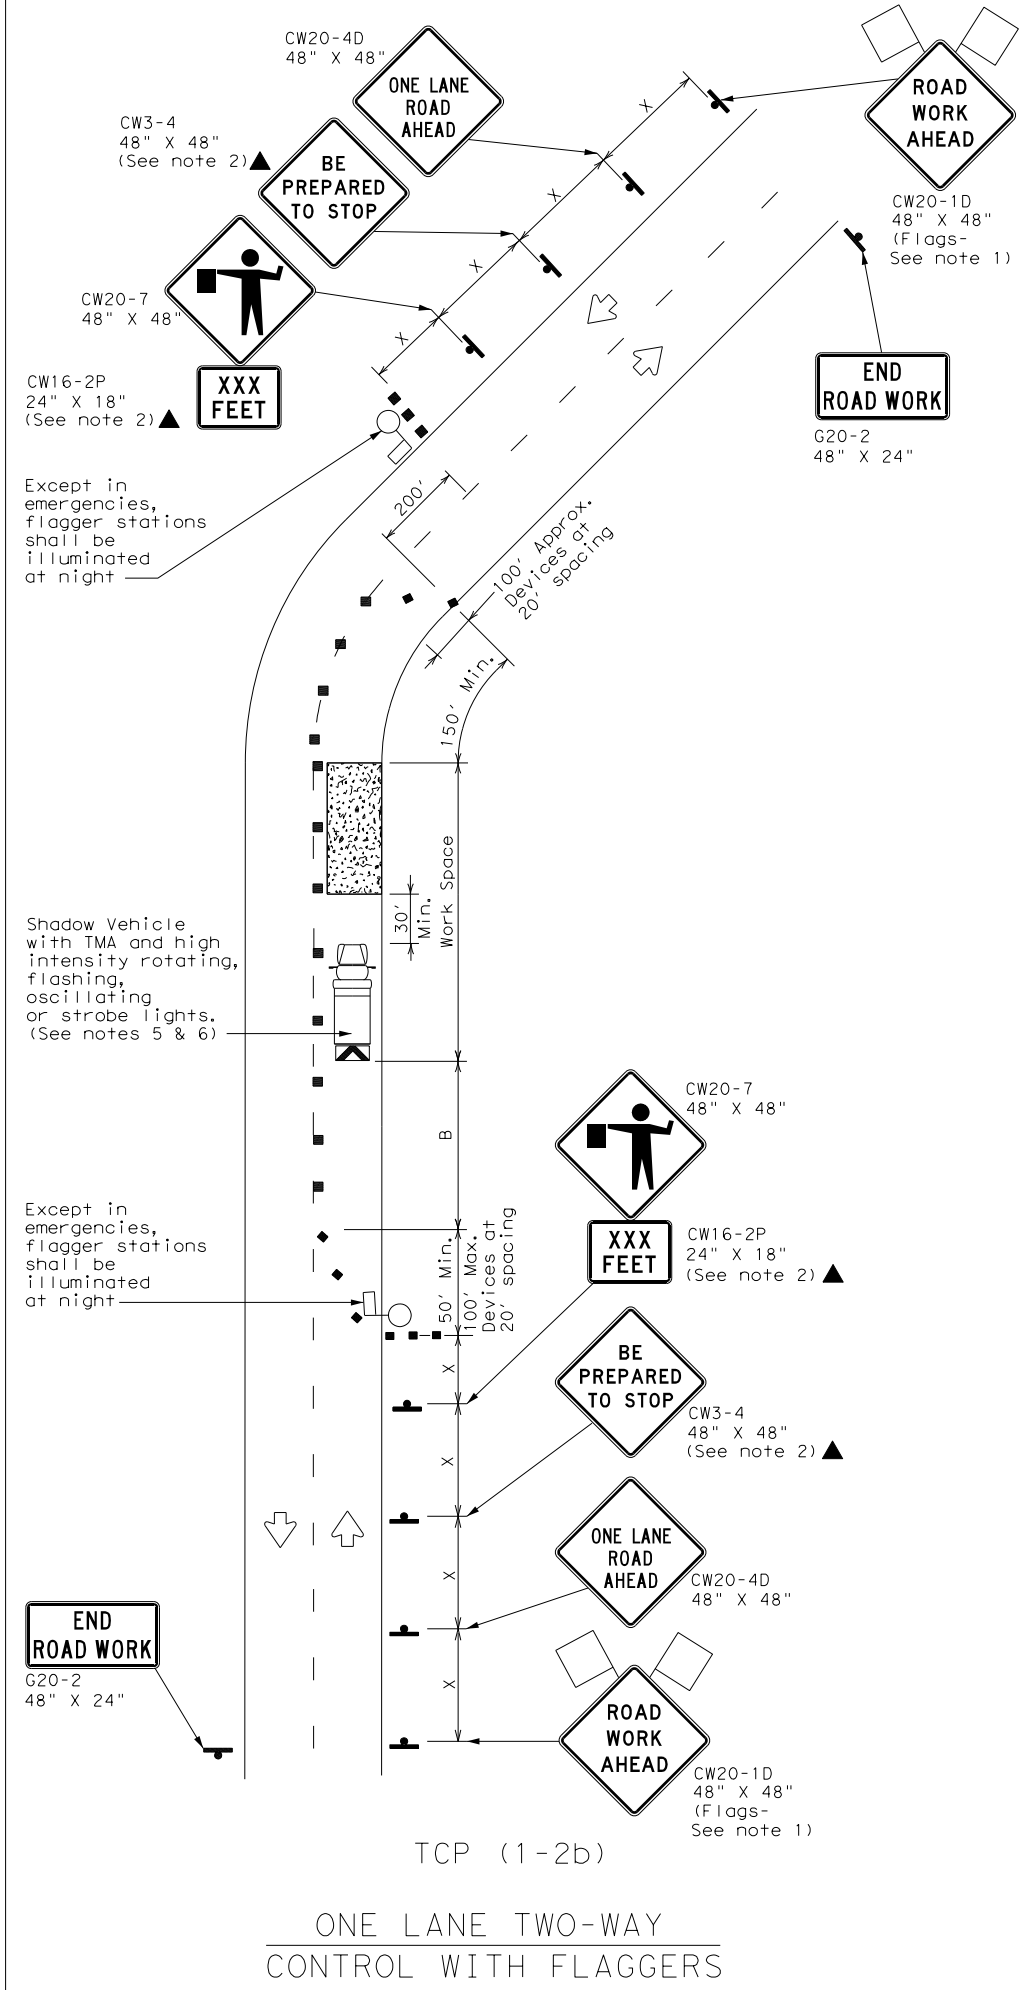 CW20-4D
48" X 48"
ONE LANE
ROAD
AHEAD
ROAD
WORK
AHEAD
CW20-1D
48" X 48"
(Flags-
See note 1)
CW3-4
48" X 48"
(See note 2)
BE
PREPARED
TO STOP
X
X
X
X
CW20-7
48" X 48"
CW16-2P
24" X 18"
(See note 2)
XXX
FEET
END
ROAD WORK
G20-2
48" X 24"
Except in
emergencies,
flagger stations
shall be
illuminated
at night
200'
100' Approx.
Devices at
20' spacing
150' Min.
Work Space
30'
Min.
Shadow Vehicle
with TMA and high
intensity rotating,
flashing,
oscillating
or strobe lights.
(See notes 5 & 6)
B
CW20-7
48" X 48"
XXX
FEET
CW16-2P
24" X 18"
(See note 2)
Except in
emergencies,
flagger stations
shall be
illuminated
at night
50' Min.
100' Max.
Devices at
20' spacing
X
X
X
X
BE
PREPARED
TO STOP
CW3-4
48" X 48"
(See note 2)
ONE LANE
ROAD
AHEAD
CW20-4D
48" X 48"
END
ROAD WORK
G20-2
48" X 24"
ROAD
WORK
AHEAD
CW20-1D
48" X 48"
(Flags-
See note 1)
TCP (1-2b)
ONE LANE TWO-WAY
CONTROL WITH FLAGGERS